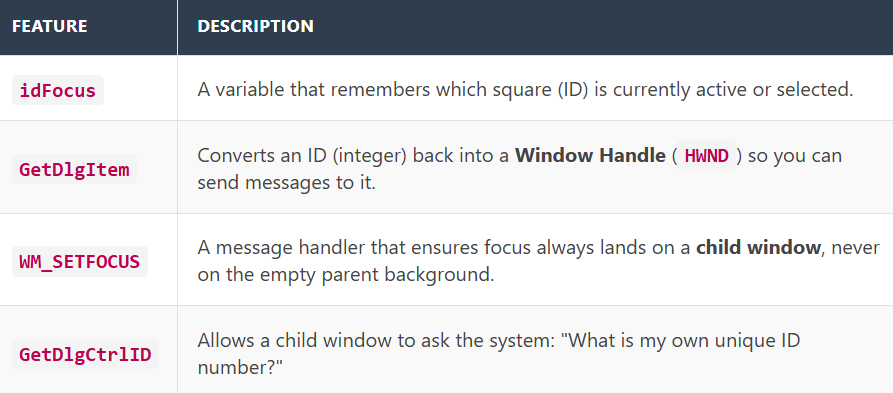 FEATURE DESCRIPTION
idFocus A variable that remembers which square (ID) is currently active or selected.
GetDlgItem Converts an ID (integer) back into a Window Handle ( HWND ) so you can
send messages to it.
WM_SETFOCUS A message handler that ensures focus always lands on a child window, never
on the empty parent background.
GetDlgCtrlID Allows a child window to ask the system: "What is my own unique ID
number?"